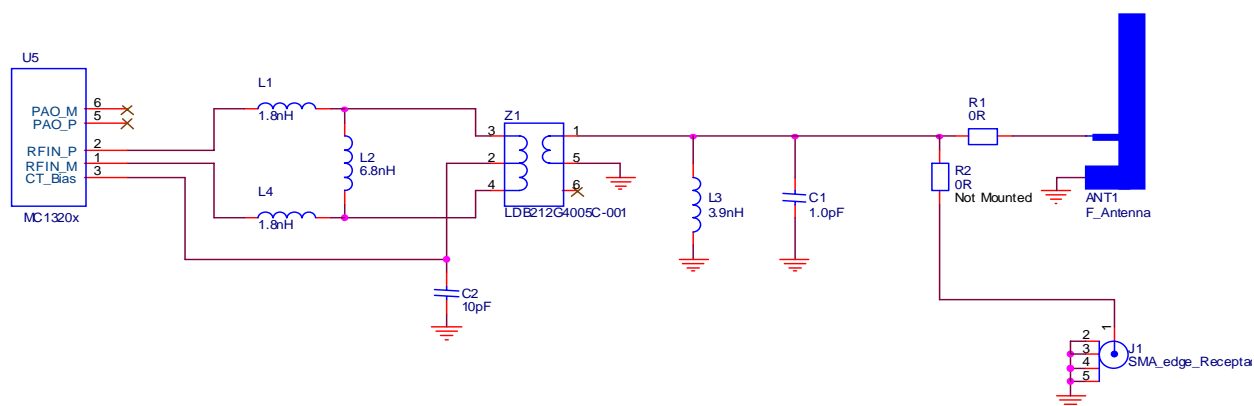 U5
PAO_M
PAO_P
RFIN_P
RFIN_M
CT_Bias
6
5
2
1
3
MC1320x
L1
1.8nH
L2
6.8nH
L4
1.8nH
C2
10pF
Z1
3
2
4
1
5
6
LDB212G4005C-001
L3
3.9nH
C1
1.0pF
R1
0R
R2
0R
Not Mounted
ANT1
F_Antenna
1
2
3
4
5
J1
SMA_edge_Receptac